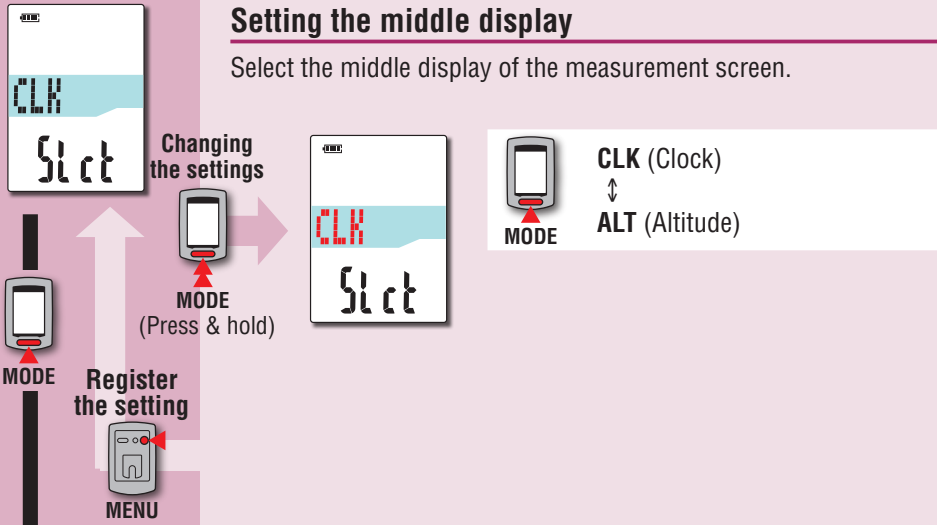 Setting the middle display
Select the middle display of the measurement screen.
CLK
Slct
Changing
the settings
MODE
(Press & hold)
CLK
Slct
MODE
CLK (Clock)
↕
ALT (Altitude)
MODE
Register
the setting
MENU